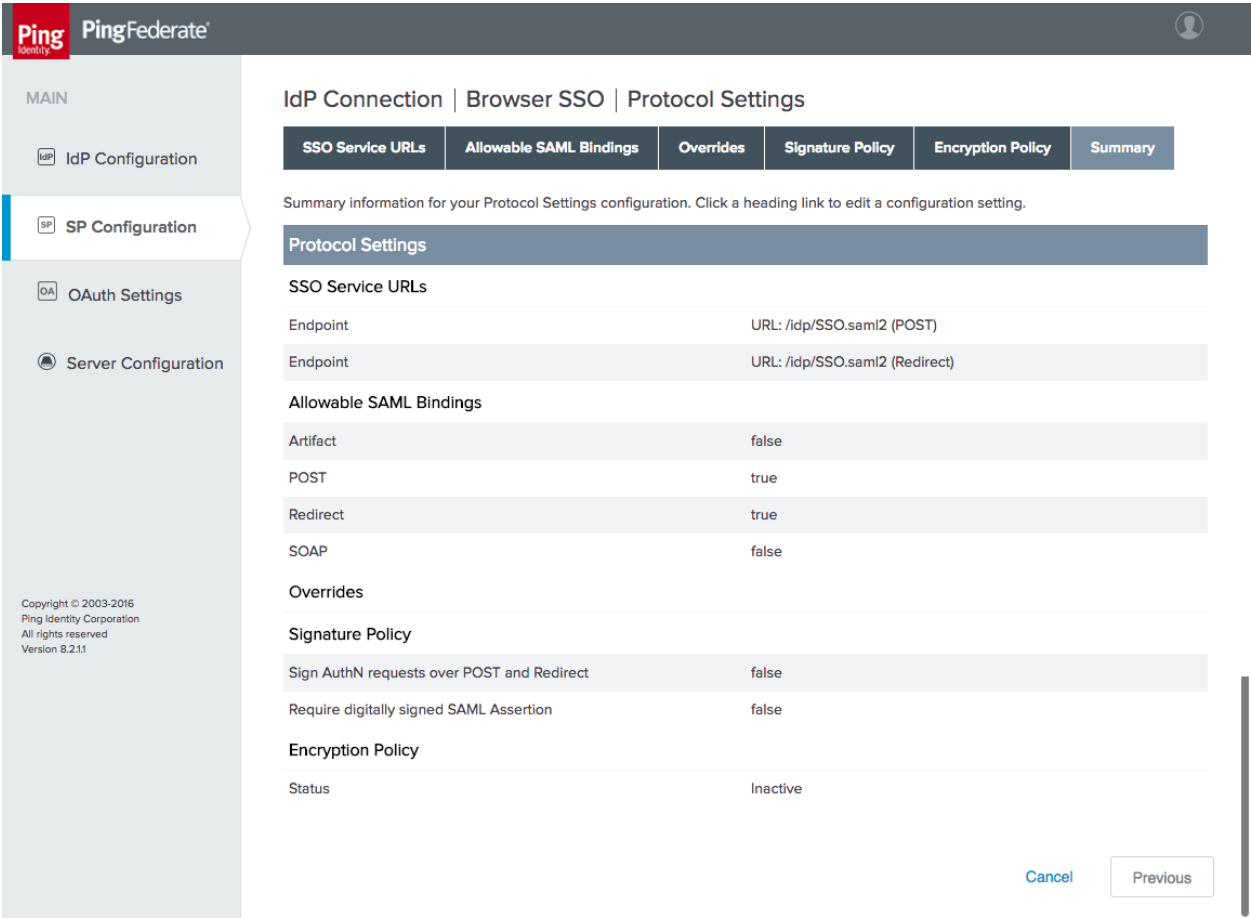 Ping
Identity
PingFederate®
MAIN
IdP IdP Configuration
SP SP Configuration
OA OAuth Settings
Server Configuration
Copyright © 2003-2016
Ping Identity Corporation
All rights reserved
Version 8.2.1.1
IdP Connection | Browser SSO | Protocol Settings
SSO Service URLs Allowable SAML Bindings Overrides Signature Policy Encryption Policy Summary
Summary information for your Protocol Settings configuration. Click a heading link to edit a configuration setting.
Protocol Settings
SSO Service URLs
Endpoint URL: /idp/SSO.saml2 (POST)
Endpoint URL: /idp/SSO.saml2 (Redirect)
Allowable SAML Bindings
Artifact false
POST true
Redirect true
SOAP false
Overrides
Signature Policy
Sign AuthN requests over POST and Redirect false
Require digitally signed SAML Assertion false
Encryption Policy
Status Inactive
Cancel Previous